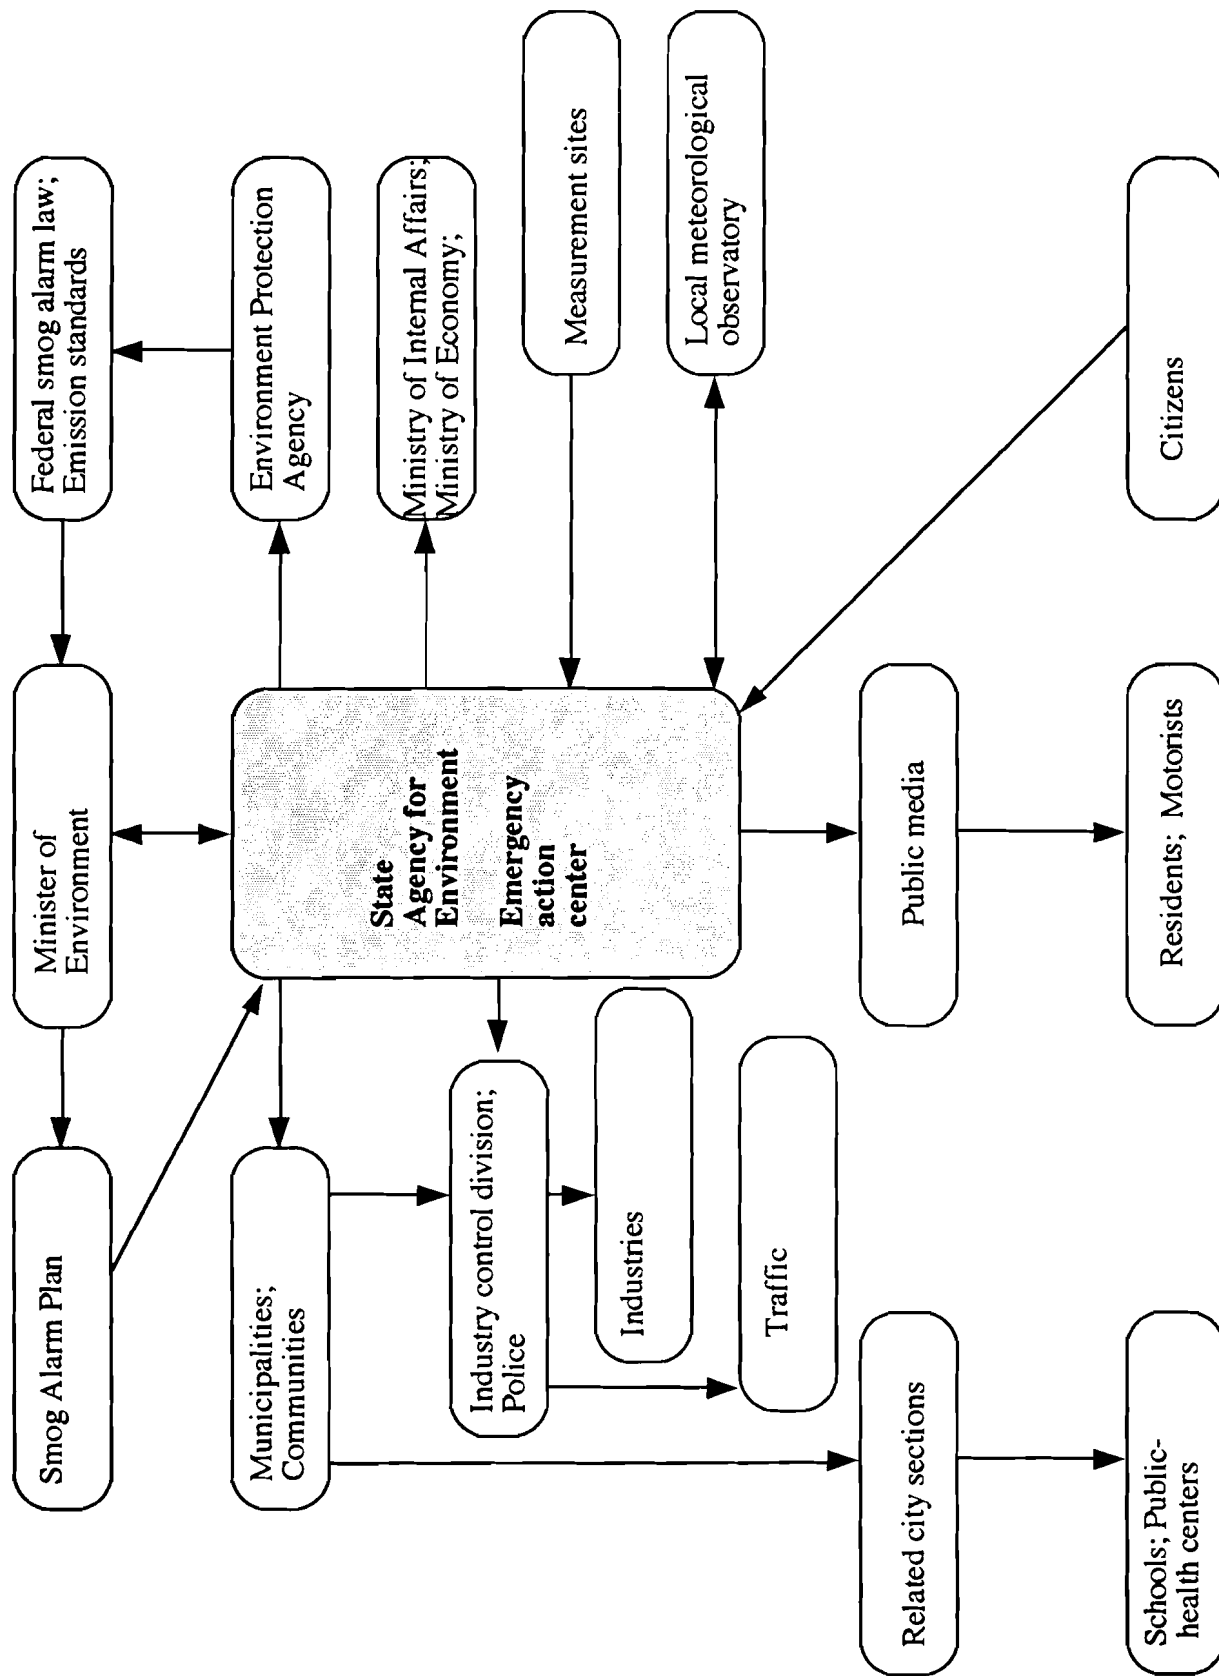 Smog Alarm Plan
Minister of
Environment
Federal smog alarm law;
Emission standards
Municipalities;
Communities
State
Agency for
Environment
Emergency
action
center
Environment Protection
Agency
Ministry of Internal Affairs;
Ministry of Economy;
Industry control division;
Police
Measurement sites
Industries
Local meteorological
observatory
Traffic
Related city sections
Public media
Schools; Public-
health centers
Residents; Motorists
Citizens